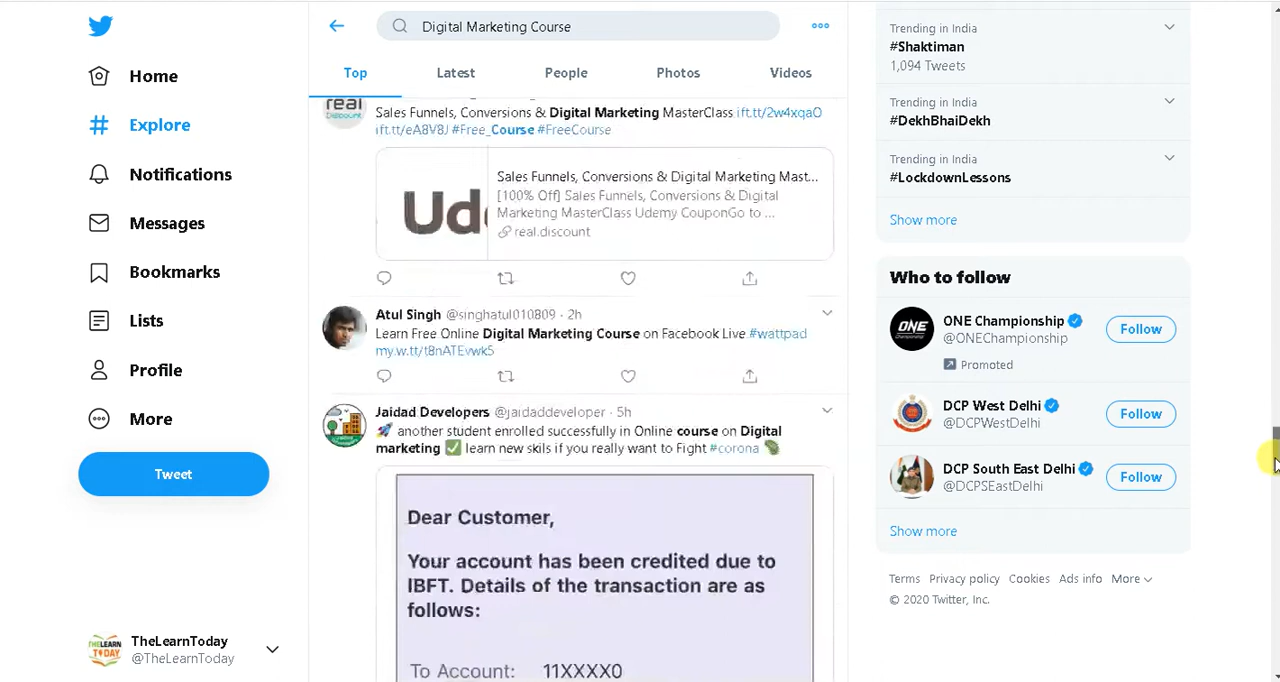 Home
Explore
Notifications
Messages
Bookmarks
Lists
Profile
More
Tweet
TheLearnToday
@TheLearnToday
Digital Marketing Course
Top Latest People Photos Videos
real
Sales Funnels, Conversions & Digital Marketing MasterClass ift.tt/2w4xqaO
ift.tt/eA8V8J #Free_Course #FreeCourse
Ud
Sales Funnels, Conversions & Digital Marketing Mast...
[100% Off] Sales Funnels, Conversions & Digital
Marketing MasterClass Udemy CouponGo to ...
real.discount
Atul Singh @singhatul010809 · 2h
Learn Free Online Digital Marketing Course on Facebook Live #wattpad
my.w.tt/t8nATEvwk5
Jaidad Developers @jaidaddeveloper · 5h
🚀 another student enrolled successfully in Online course on Digital
marketing ✅ learn new skils if you really want to Fight #corona 🦠
Dear Customer,
Your account has been credited due to
IBFT. Details of the transaction are as
follows:
To Account: 11XXXX0
Trending in India
#Shaktiman
1,094 Tweets
Trending in India
#DekhBhaiDekh
Trending in India
#LockdownLessons
Show more
Who to follow
ONE
ONE Championship
@ONEChampionship
Promoted
Follow
DCP West Delhi
@DCPWestDelhi
Follow
DCP South East Delhi
@DCPSEastDelhi
Follow
Show more
Terms Privacy policy Cookies Ads info More
© 2020 Twitter, Inc.